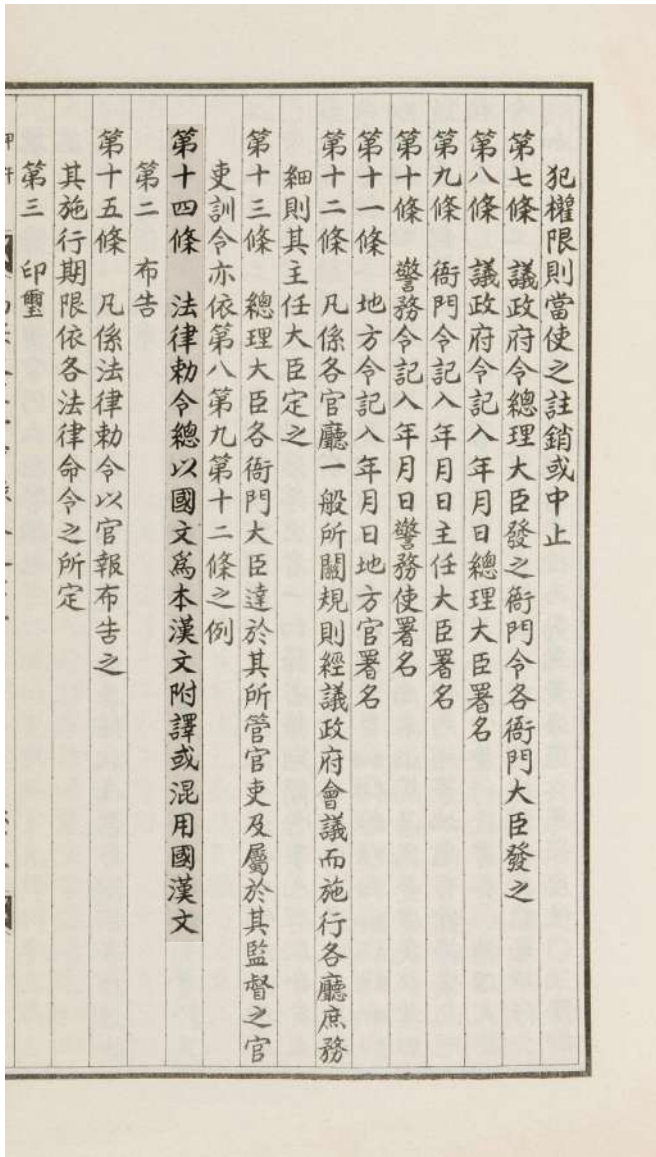 犯權限則當使之註銷或中止
第七條 議政府令總理大臣發之衙門令各衙門大臣發之
第八條 議政府令記入年月日總理大臣署名
第九條 衙門令記入年月日主任大臣署名
第十條 警務令記入年月日警務使署名
第十一條 地方令記入年月日地方官署名
第十二條 凡係各官廳一般所關規則經議政府會議而施行各廳庶務
細則其主任大臣定之
第十三條 總理大臣各衙門大臣達於其所管官吏及屬於其監督之官
吏訓令亦依第八第九第十二條之例
第十四條 法律勅令總以國文爲本漢文附譯或混用國漢文
第二 布告
第十五條 凡係法律勅令以官報布告之
其施行期限依各法律命令之所定
第三 印璽